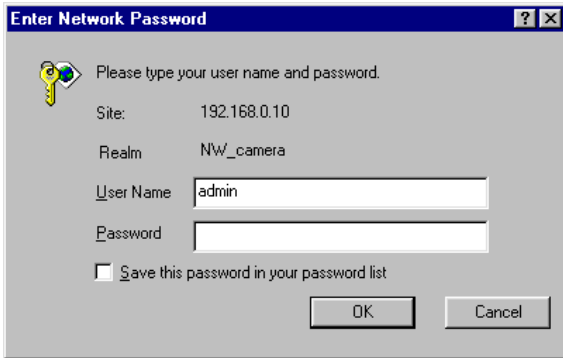 Enter Network Password
? X
Please type your user name and password.
Site: 192.168.0.10
Realm NW_camera
User Name admin
Password
Save this password in your password list
OK Cancel